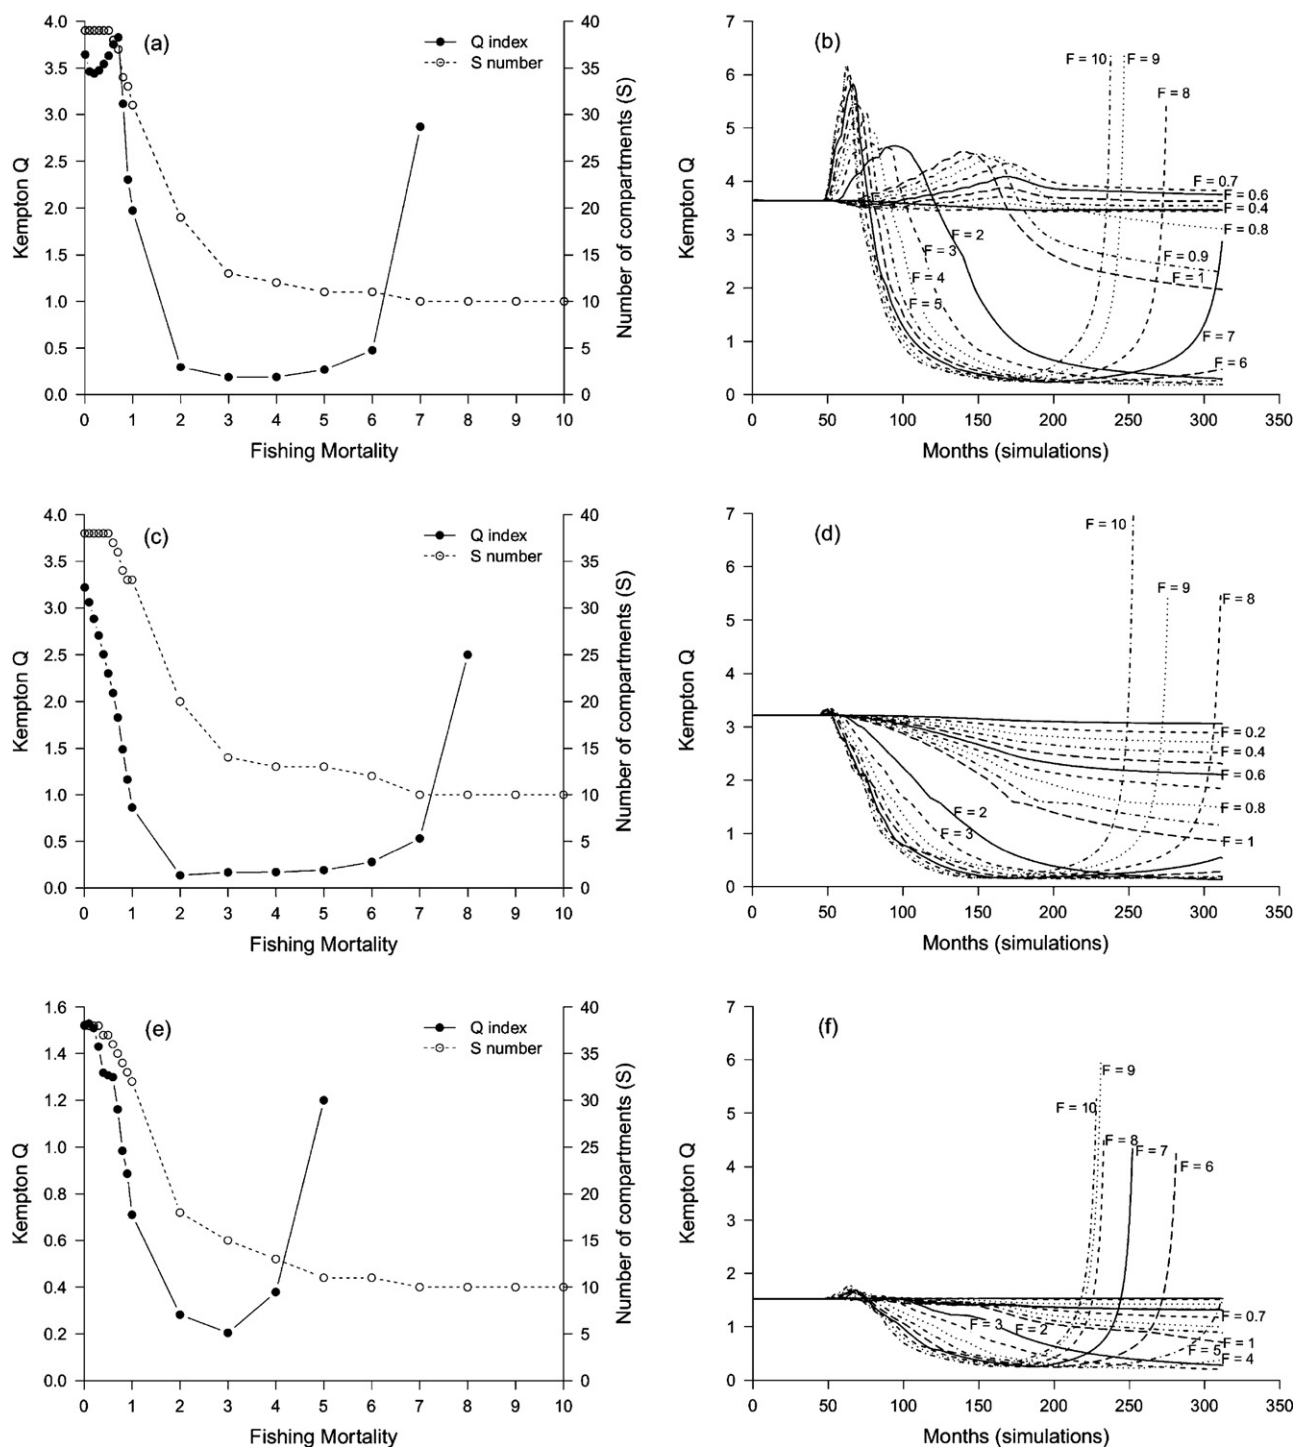 (a)
Q index
S number
4.0
3.5
3.0
2.5
2.0
1.5
1.0
0.5
0.0
Kempton Q
40
35
30
25
20
15
10
5
0
Number of compartments (S)
0 1 2 3 4 5 6 7 8 9 10
Fishing Mortality
(b)
7
6
5
4
3
2
1
0
Kempton Q
F = 10
F = 9
F = 8
F = 0.7
F = 0.6
F = 0.4
F = 0.8
F = 2
F = 3
F = 0.9
F = 4
F = 1
F = 5
F = 7
F = 6
0 50 100 150 200 250 300 350
Months (simulations)
(c)
Q index
S number
4.0
3.5
3.0
2.5
2.0
1.5
1.0
0.5
0.0
Kempton Q
40
35
30
25
20
15
10
5
0
Number of compartments (S)
0 1 2 3 4 5 6 7 8 9 10
Fishing Mortality
(d)
7
6
5
4
3
2
1
0
Kempton Q
F = 10
F = 9
F = 8
F = 0.2
F = 0.4
F = 0.6
F = 0.8
F = 2
F = 3
F = 1
0 50 100 150 200 250 300 350
Months (simulations)
(e)
Q index
S number
1.6
1.4
1.2
1.0
0.8
0.6
0.4
0.2
0.0
Kempton Q
40
35
30
25
20
15
10
5
0
Number of compartments (S)
0 1 2 3 4 5 6 7 8 9 10
Fishing Mortality
(f)
7
6
5
4
3
2
1
0
Kempton Q
F = 9
F = 10
F = 8
F = 7
F = 6
F = 0.7
F = 3
F = 2
F = 1
F = 5
F = 4
0 50 100 150 200 250 300 350
Months (simulations)